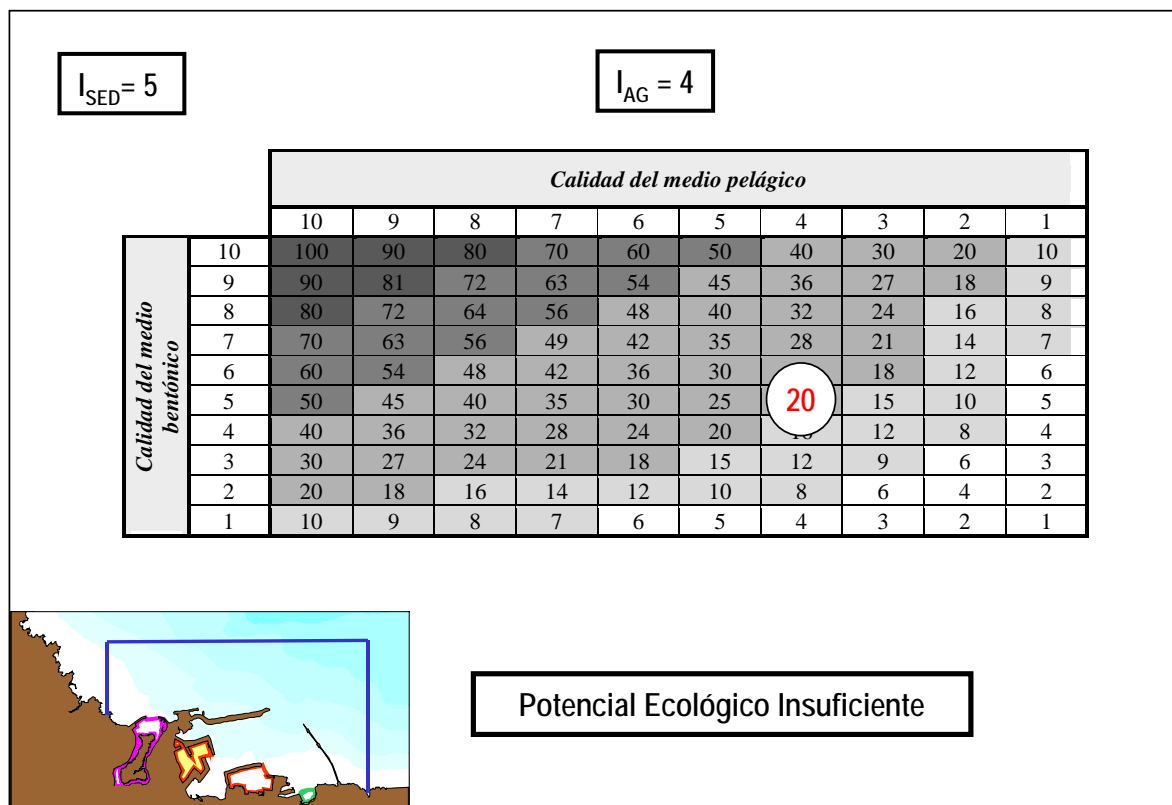 I_SED= 5
I_AG = 4
Calidad del medio pelágico
10 9 8 7 6 5 4 3 2 1
Calidad del medio
bentónico
10 100 90 80 70 60 50 40 30 20 10
9 90 81 72 63 54 45 36 27 18 9
8 80 72 64 56 48 40 32 24 16 8
7 70 63 56 49 42 35 28 21 14 7
6 60 54 48 42 36 30 18 12 6
5 50 45 40 35 30 25 20 15 10 5
4 40 36 32 28 24 20 12 8 4
3 30 27 24 21 18 15 12 9 6 3
2 20 18 16 14 12 10 8 6 4 2
1 10 9 8 7 6 5 4 3 2 1
Potencial Ecológico Insuficiente